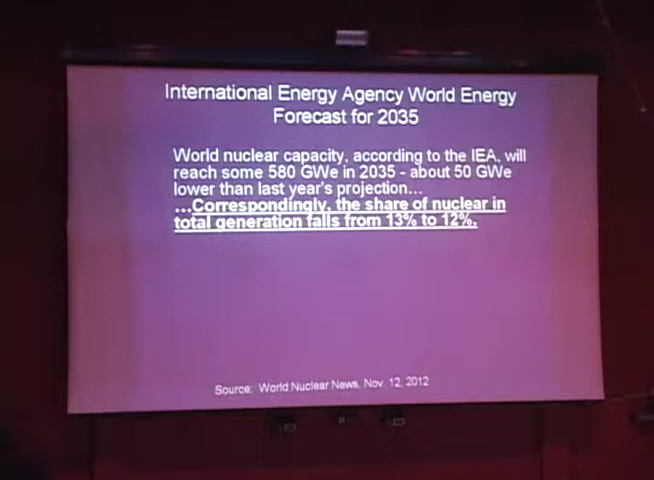 International Energy Agency World Energy
Forecast for 2035
World nuclear capacity, according to the IEA, will
reach some 580 GWe in 2035 - about 50 GWe
lower than last year's projection...
...Correspondingly, the share of nuclear in
total generation falls from 13% to 12%.
Source: World Nuclear News, Nov. 12, 2012